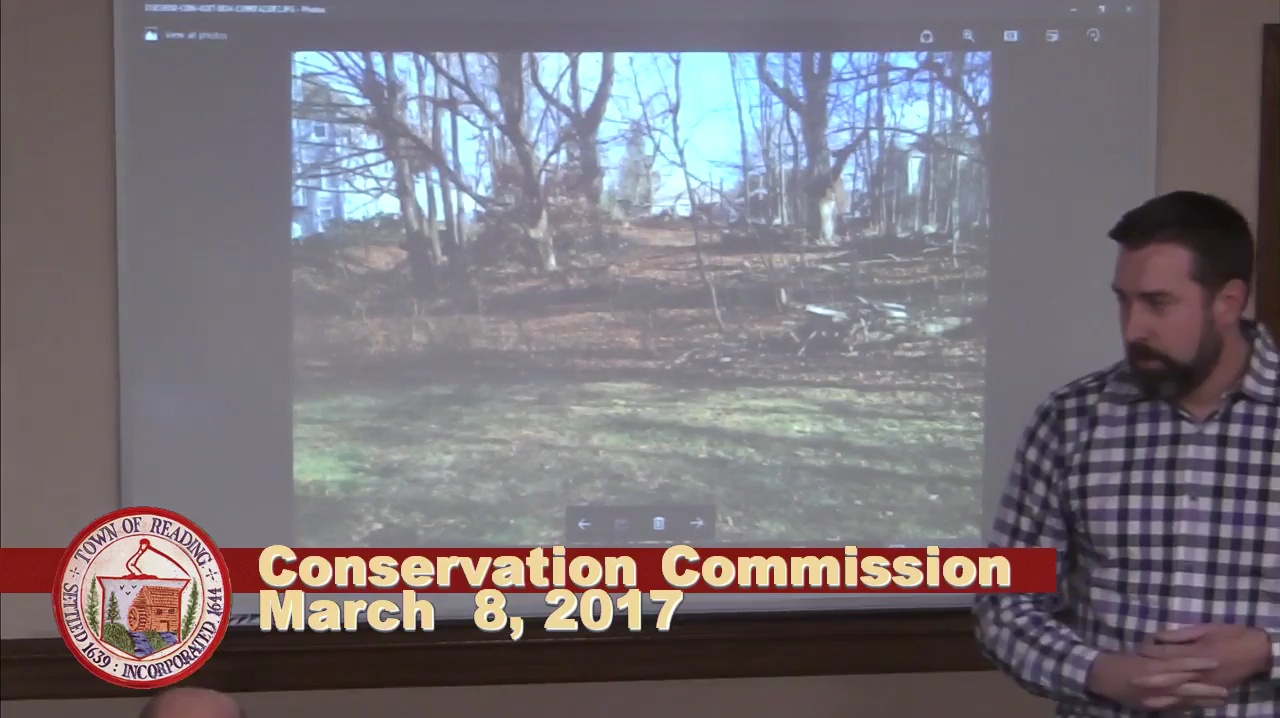 View all photos
TOWN OF READING
SETTLED 1639 : INCORPORATED 1644
Conservation Commission
March 8, 2017